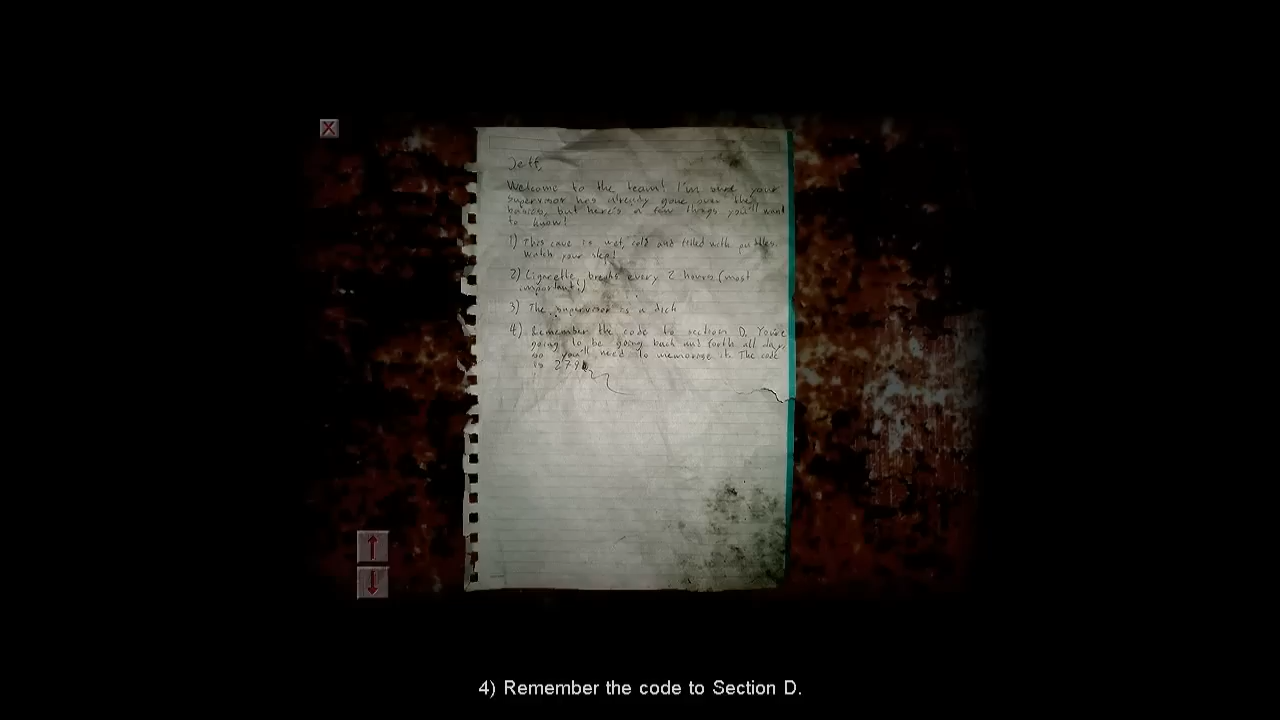 Jeff,
Welcome to the team! I'm sure your
supervisor has already gone over the
basics, but here's a few things you'll want
to know!
1) This cave is wet, cold and filled with puddles.
Watch your step!
2) Cigarette breaks every 2 hours (most
important!)
3) The supervisor is a dick
4) Remember the code to section D. You're
going to be going back and forth all day,
so you'll need to memorize it. The code
is 279
4) Remember the code to Section D.